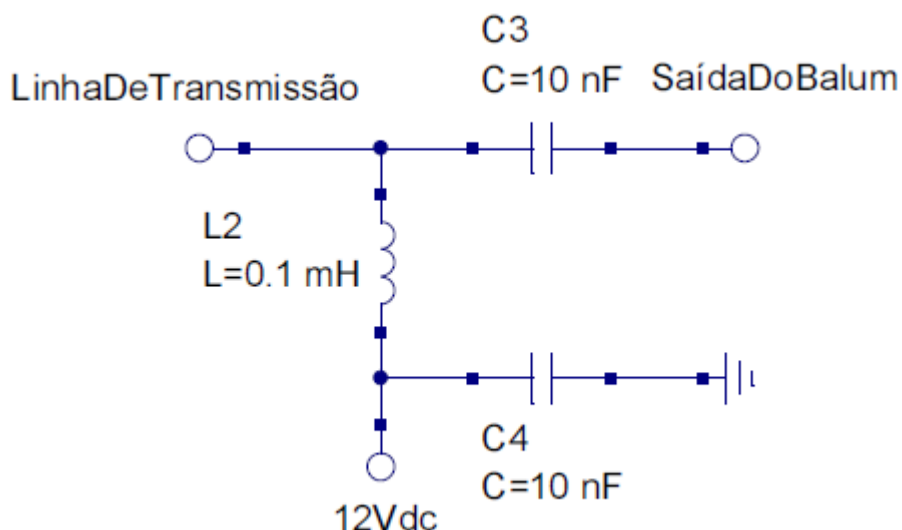 C3
C=10 nF
LinhaDeTransmissão
SaídaDoBalum
L2
L=0.1 mH
C4
C=10 nF
12Vdc